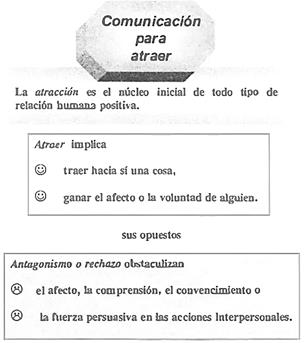 Comunicación
para
atraer
La atracción es el núcleo inicial de todo tipo de
relación humana positiva.
Atraer implica
☺ traer hacia sí una cosa,
☺ ganar el afecto o la voluntad de alguien.
sus opuestos
Antagonismo o rechazo obstaculizan
☹ el afecto, la comprensión, el convencimiento o
☹ la fuerza persuasiva en las acciones interpersonales.